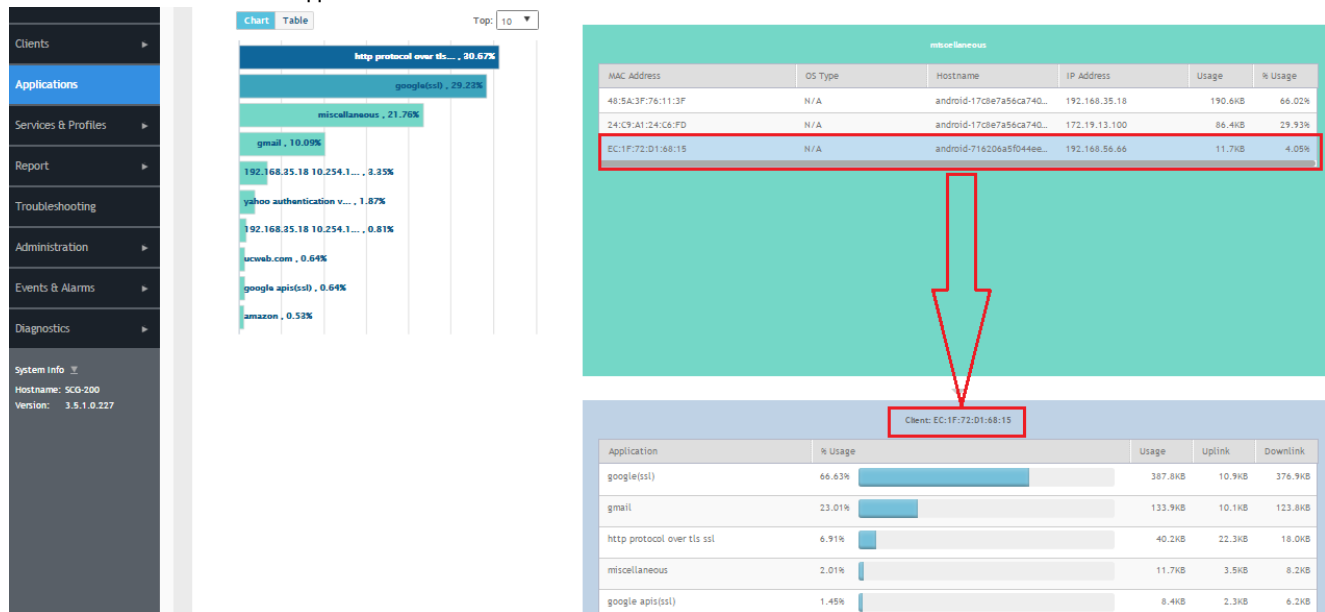 Clients
Applications
Services & Profiles
Report
Troubleshooting
Administration
Events & Alarms
Diagnostics
System Info
Hostname: SCG-200
Version: 3.5.1.0.227
Chart Table Top: 10
http protocol over tls... , 30.67%
google(ssl) , 29.23%
miscellaneous , 21.76%
gmail , 10.09%
192.168.35.18 10.254.1... , 3.35%
yahoo authentication v... , 1.87%
192.168.35.18 10.254.1... , 0.81%
ucweb.com , 0.64%
google apis(ssl) , 0.64%
amazon , 0.53%
miscellaneous
MAC Address OS Type Hostname IP Address Usage % Usage
48:5A:3F:76:11:3F N/A android-17c8e7a56ca740... 192.168.35.18 190.6KB 66.02%
24:C9:A1:24:C6:FD N/A android-17c8e7a56ca740... 172.19.13.100 86.4KB 29.93%
EC:1F:72:D1:68:15 N/A android-716206a5f044ee... 192.168.56.66 11.7KB 4.05%
Client: EC:1F:72:D1:68:15
Application % Usage Usage Uplink Downlink
google(ssl) 66.63% 387.8KB 10.9KB 376.9KB
gmail 23.01% 133.9KB 10.1KB 123.8KB
http protocol over tls ssl 6.91% 40.2KB 22.3KB 18.0KB
miscellaneous 2.01% 11.7KB 3.5KB 8.2KB
google apis(ssl) 1.45% 8.4KB 2.3KB 6.2KB